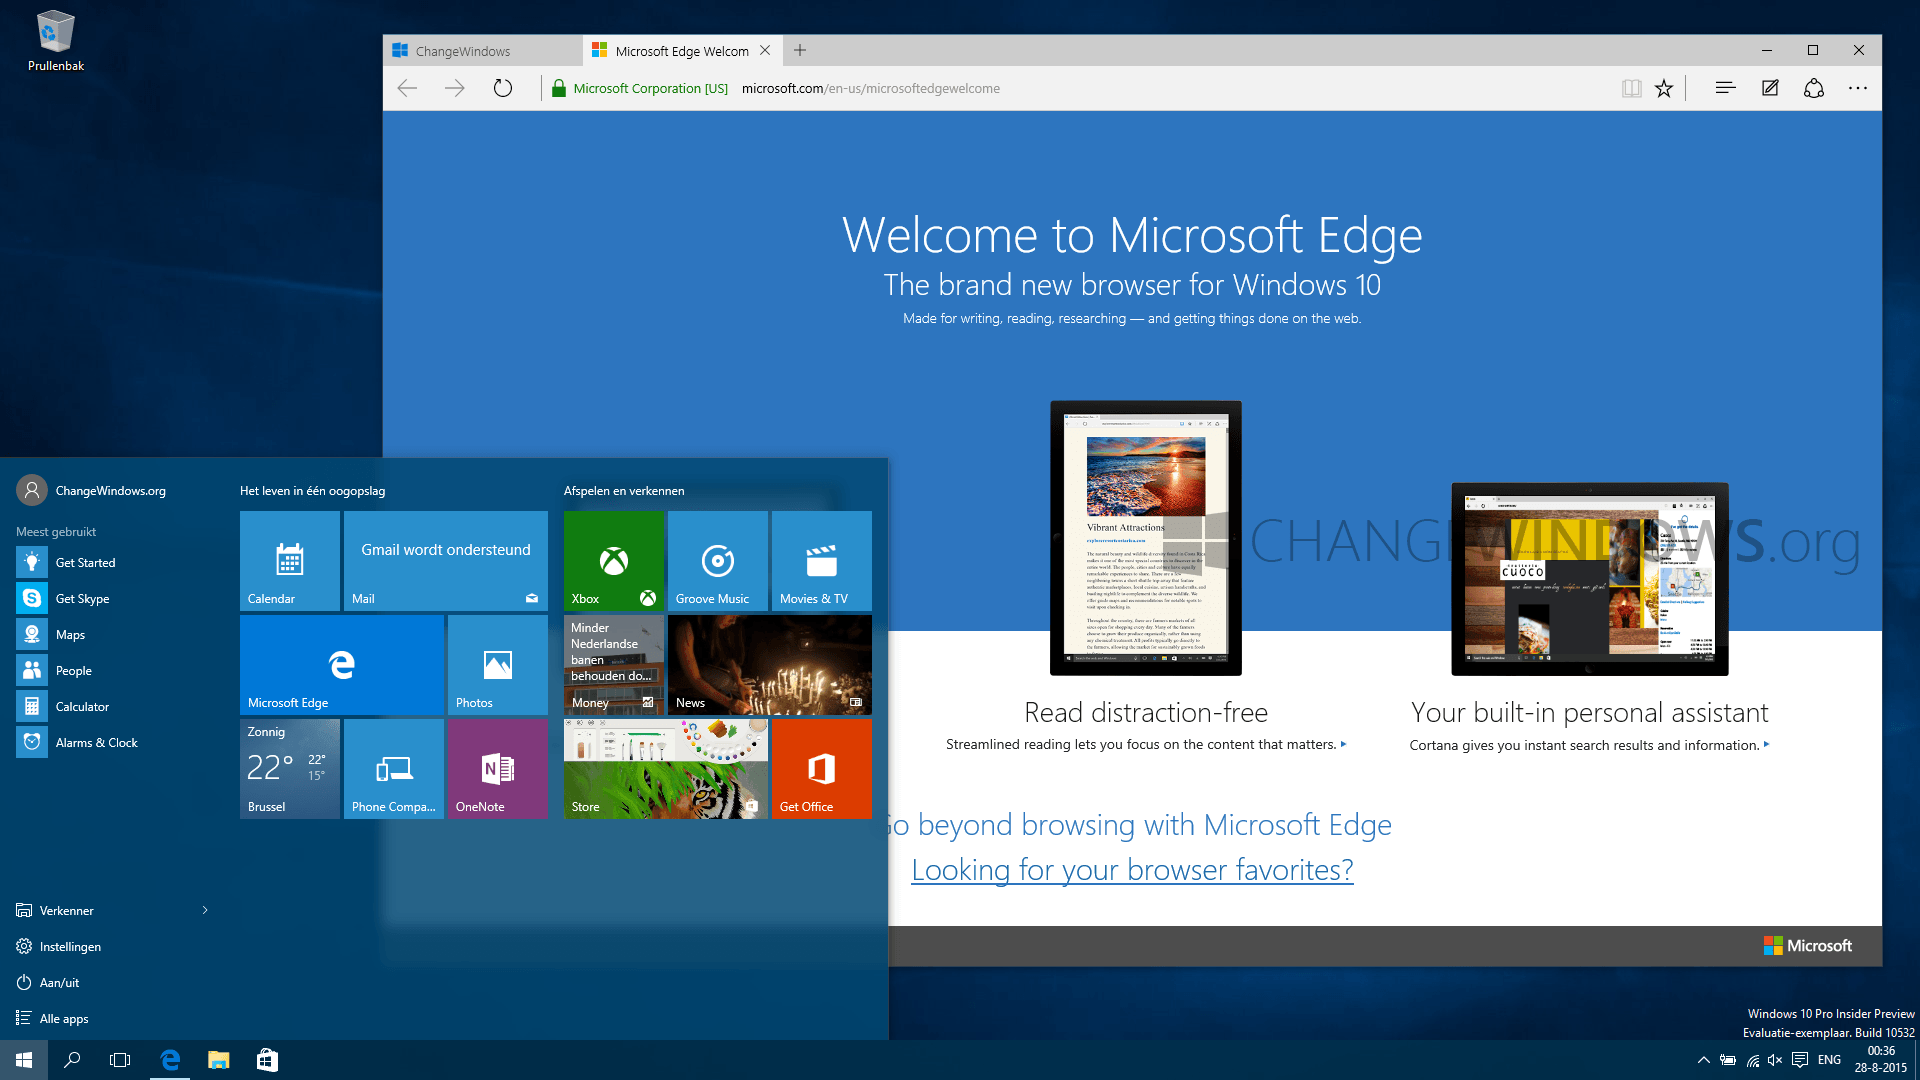 Prullenbak
ChangeWindows
Microsoft Edge Welcom
Microsoft Corporation [US]
microsoft.com/en-us/microsoftedgewelcome
Welcome to Microsoft Edge
The brand new browser for Windows 10
Made for writing, reading, researching — and getting things done on the web.
Vibrant Attractions
CUOCO
CHANGEWINDOWS.org
Read distraction-free
Streamlined reading lets you focus on the content that matters.
Your built-in personal assistant
Cortana gives you instant search results and information.
Go beyond browsing with Microsoft Edge
Looking for your browser favorites?
Microsoft
ChangeWindows.org
Meest gebruikt
Get Started
Get Skype
Maps
People
Calculator
Alarms & Clock
Verkenner
Instellingen
Aan/uit
Alle apps
Het leven in één oogopslag
Calendar
Gmail wordt ondersteund
Mail
Microsoft Edge
Photos
Zonnig
22° 22°
15°
Brussel
Phone Compa...
OneNote
Afspelen en verkennen
Xbox
Groove Music
Movies & TV
Minder
Nederlandse
banen
behouden do...
Money
News
Store
Get Office
Windows 10 Pro Insider Preview
Evaluatie-exemplaar. Build 10532
ENG
00:36
28-8-2015